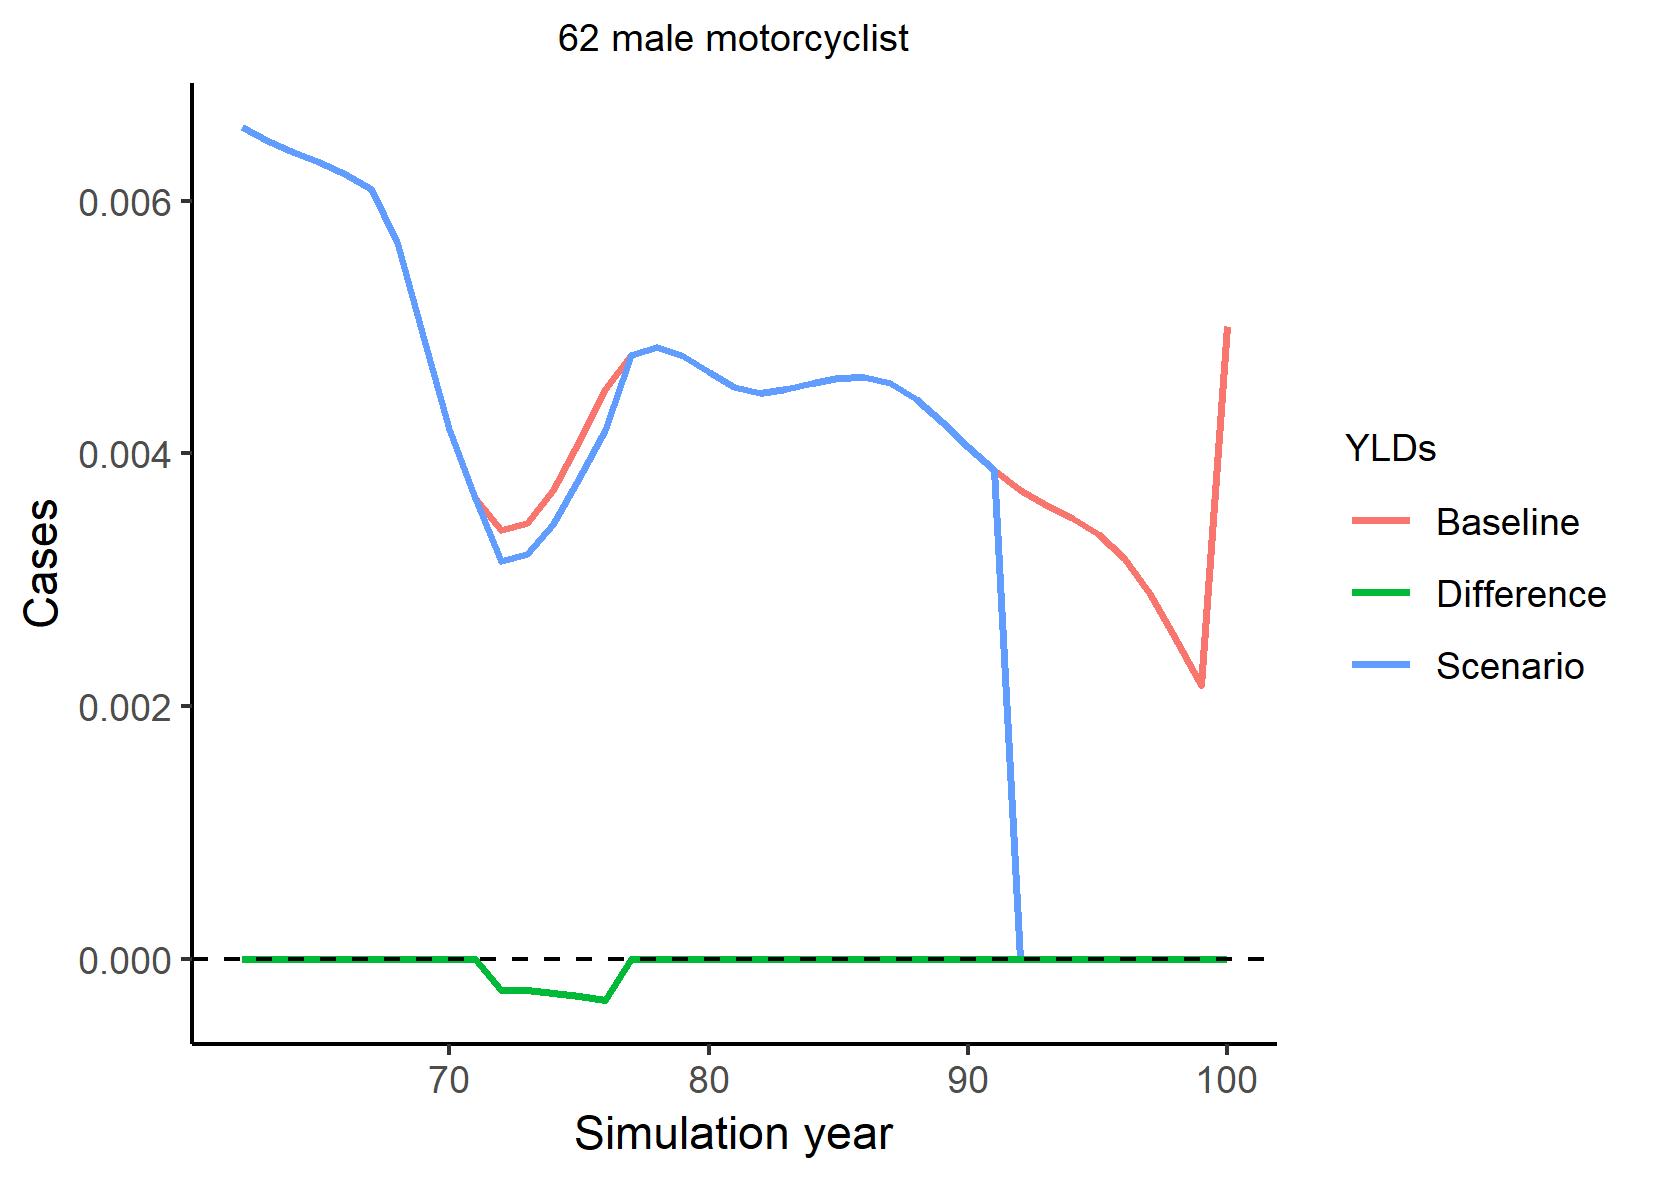 62 male motorcyclist
0.006
0.004
0.002
0.000
Cases
70 80 90 100
Simulation year
YLDs
Baseline
Difference
Scenario